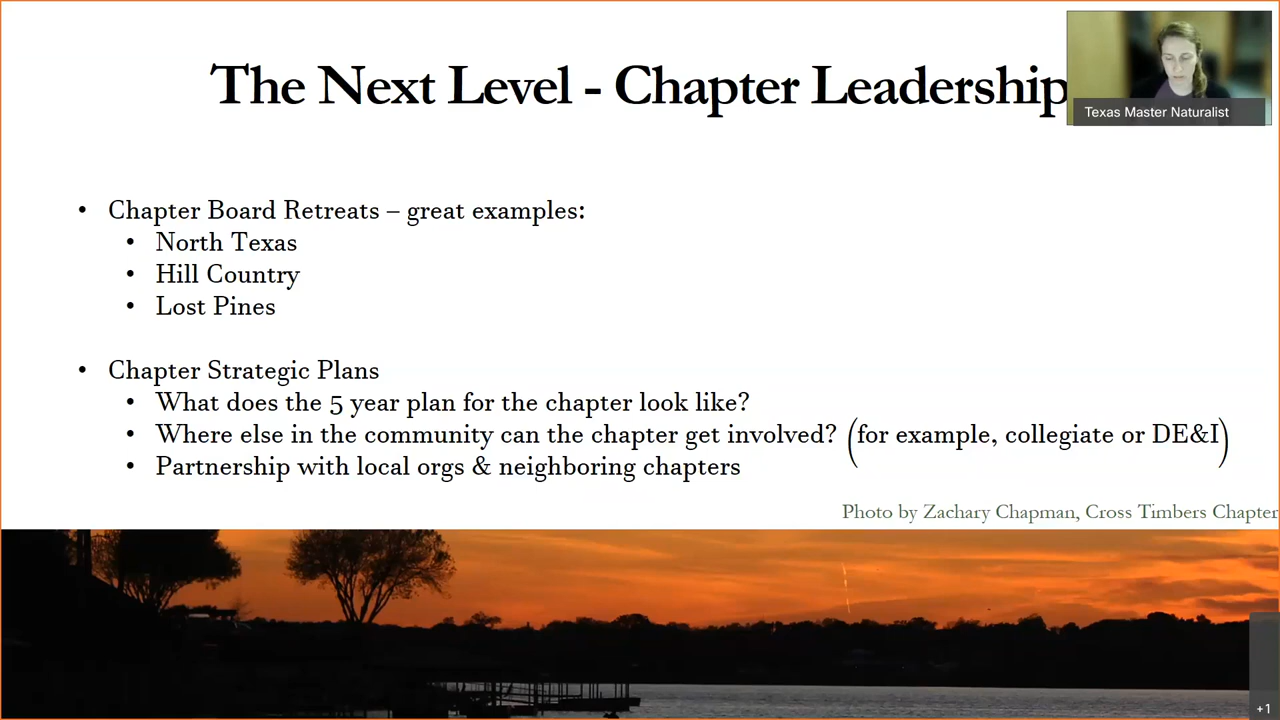 The Next Level - Chapter Leadership
Texas Master Naturalist
• Chapter Board Retreats – great examples:
• North Texas
• Hill Country
• Lost Pines
• Chapter Strategic Plans
• What does the 5 year plan for the chapter look like?
• Where else in the community can the chapter get involved? (for example, collegiate or DE&I)
• Partnership with local orgs & neighboring chapters
Photo by Zachary Chapman, Cross Timbers Chapter
+1